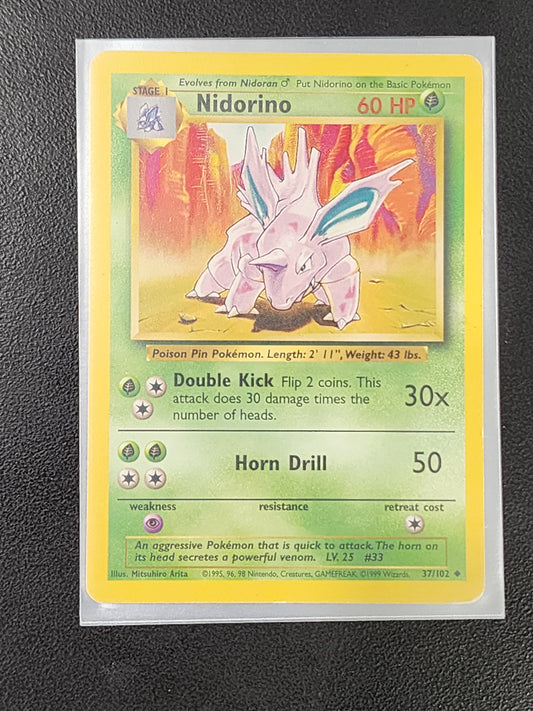 Evolves from Nidoran ♂ Put Nidorino on the Basic Pokémon
STAGE 1
Nidorino 60 HP
Poison Pin Pokémon. Length: 2' 11", Weight: 43 lbs.
Double Kick Flip 2 coins. This
attack does 30 damage times the
number of heads.
30x
Horn Drill 50
weakness resistance retreat cost
An aggressive Pokémon that is quick to attack. The horn on
its head secretes a powerful venom. LV. 25 #33
Illus. Mitsuhiro Arita ©1995, 96, 98 Nintendo, Creatures, GAMEFREAK. ©1999 Wizards. 37/102